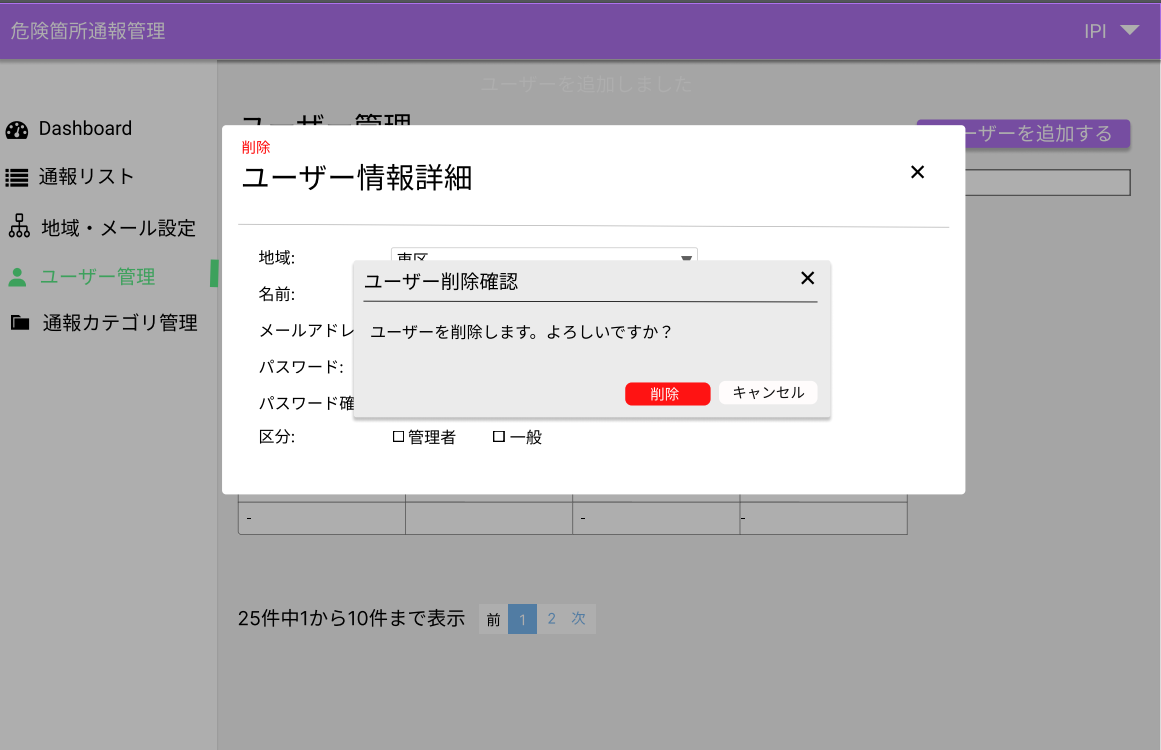 危険箇所通報管理
IPI
ユーザーを追加しました
Dashboard
通報リスト
地域・メール設定
ユーザー管理
通報カテゴリ管理
ユーザー管理
ーザーを追加する
削除
ユーザー情報詳細
×
地域:
東区
名前:
メールアドレ
パスワード:
パスワード確
区分:
管理者
一般
ユーザー削除確認
×
ユーザーを削除します。よろしいですか？
削除
キャンセル
- - -
25件中1から10件まで表示
前 1 2 次